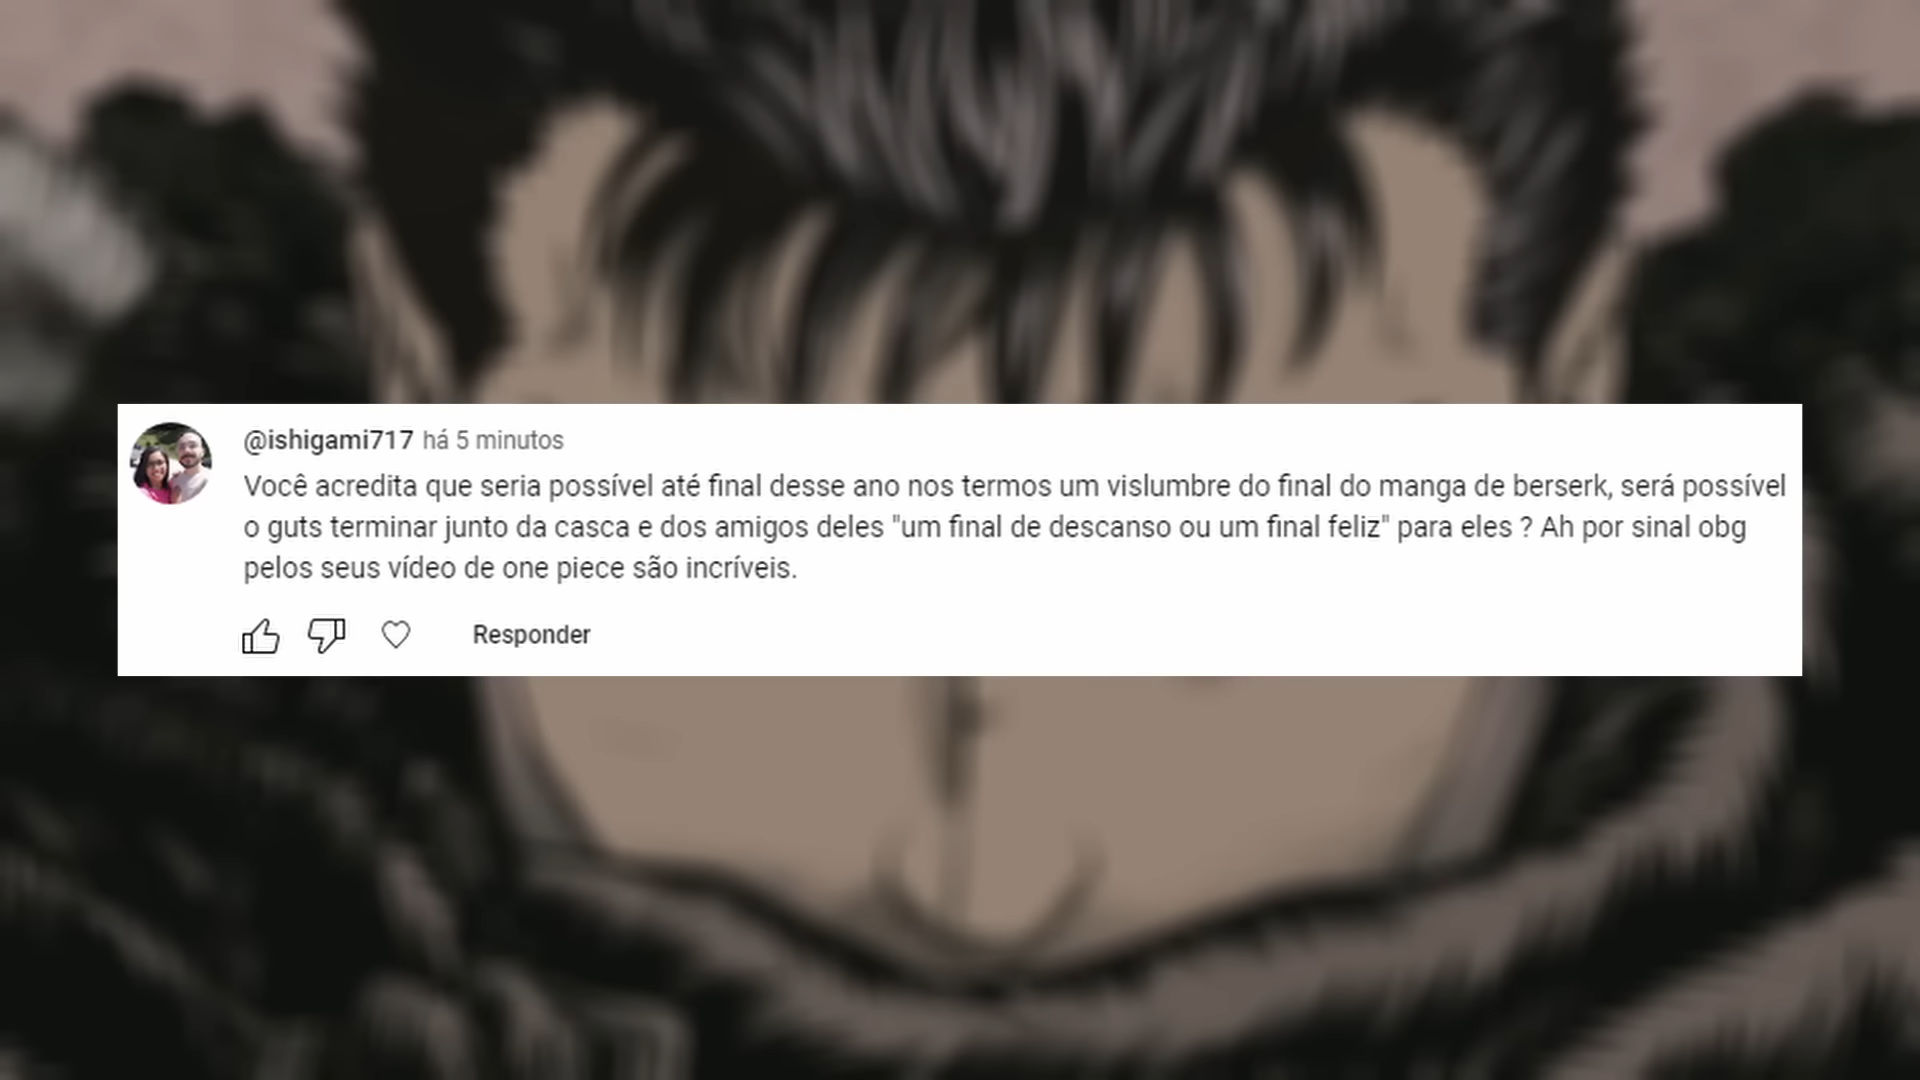 @ishigami717 há 5 minutos
Você acredita que seria possível até final desse ano nos termos um vislumbre do final do manga de berserk, será possível
o guts terminar junto da casca e dos amigos deles "um final de descanso ou um final feliz" para eles ? Ah por sinal obg
pelos seus vídeo de one piece são incríveis.
Responder